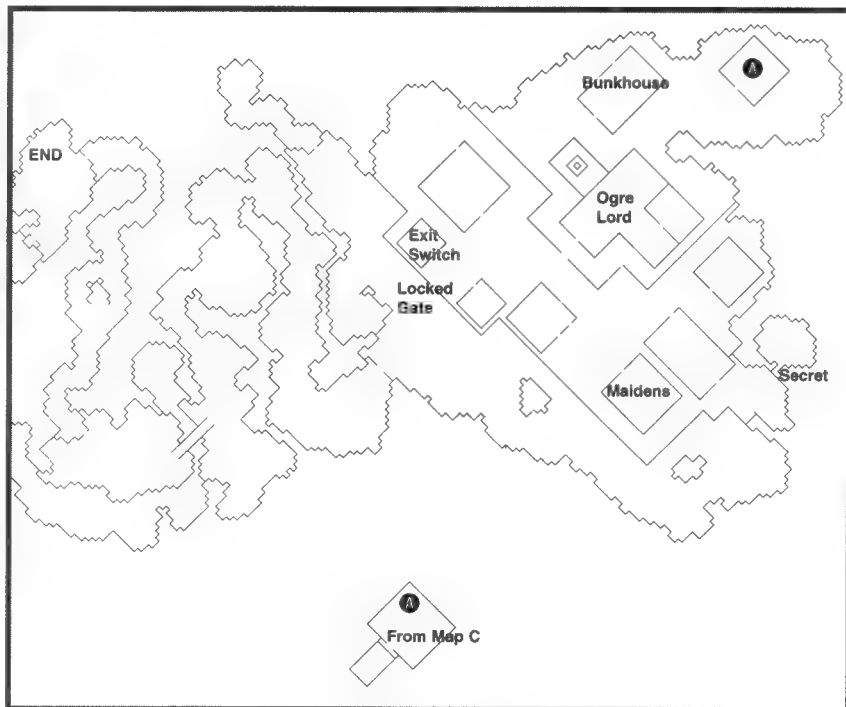 A
Bunkhouse
END
Ogre
Lord
Exit
Switch
Locked
Gate
Secret
Maidens
A
From Map C